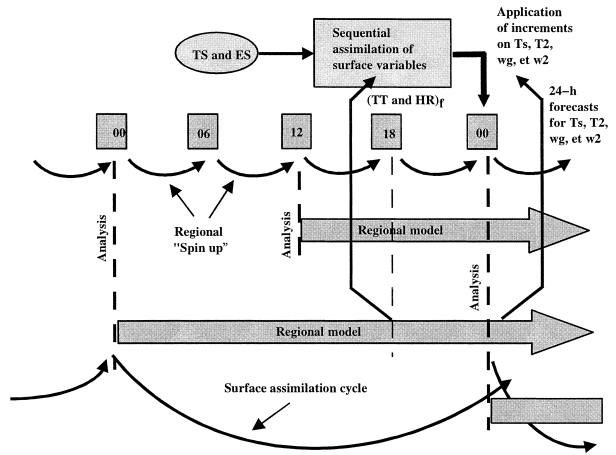 Application
of increments
on Ts, T2,
wg, et w2
TS and ES
Sequential
assimilation of
surface variables
(TT and HR)f
24-h
forecasts
for Ts, T2,
wg, et w2
00
06
12
18
00
Analysis
Regional
"Spin up"
Analysis
Regional model
Analysis
Regional model
Surface assimilation cycle